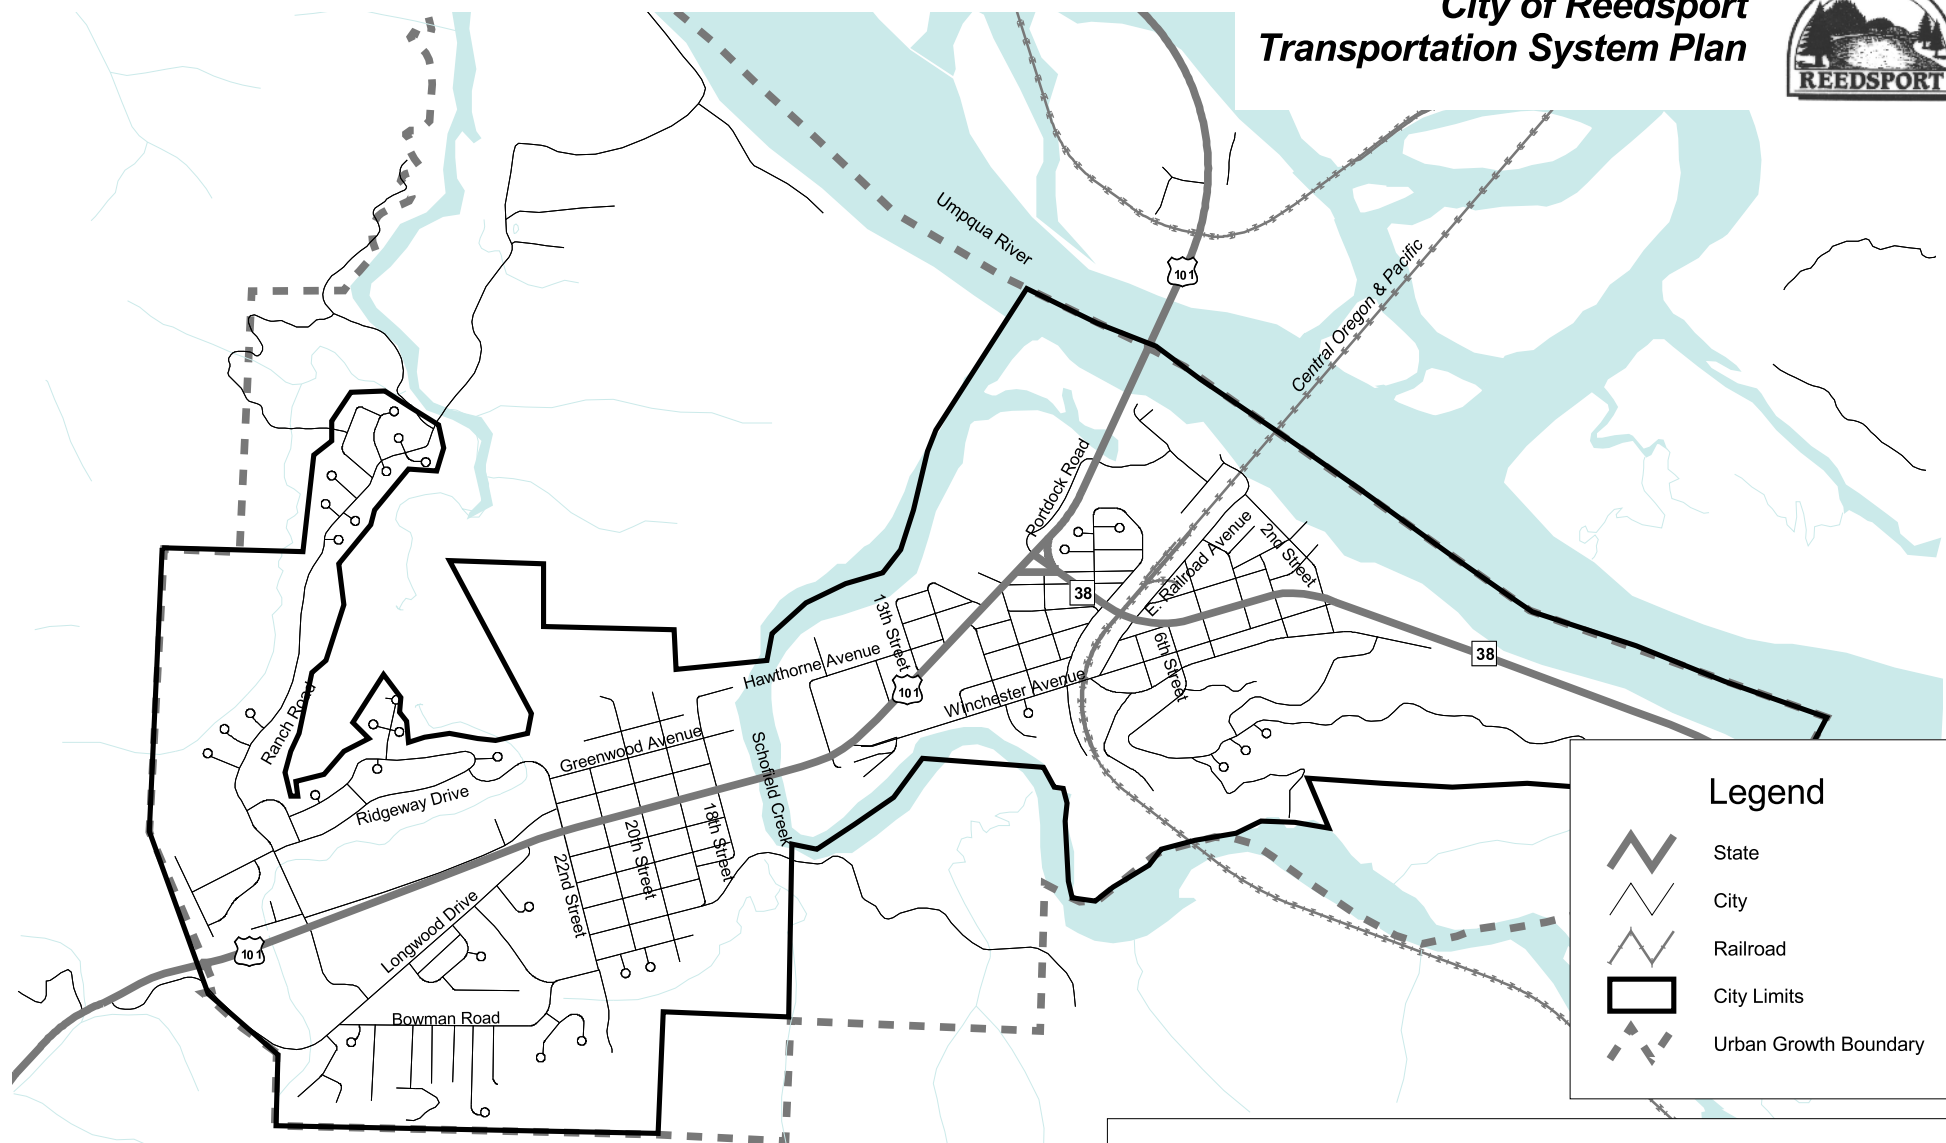 City of Reedsport
Transportation System Plan
REEDSPORT
Umpqua River
101
Central Oregon & Pacific
Portdock Road
2nd Street
E. Railroad Avenue
38
13th Street
Hawthorne Avenue
6th Street
38
101
Winchester Avenue
Ranch Road
Greenwood Avenue
Schofield Creek
Ridgeway Drive
18th Street
20th Street
22nd Street
Longwood Drive
101
Bowman Road
Legend
State
City
Railroad
City Limits
Urban Growth Boundary